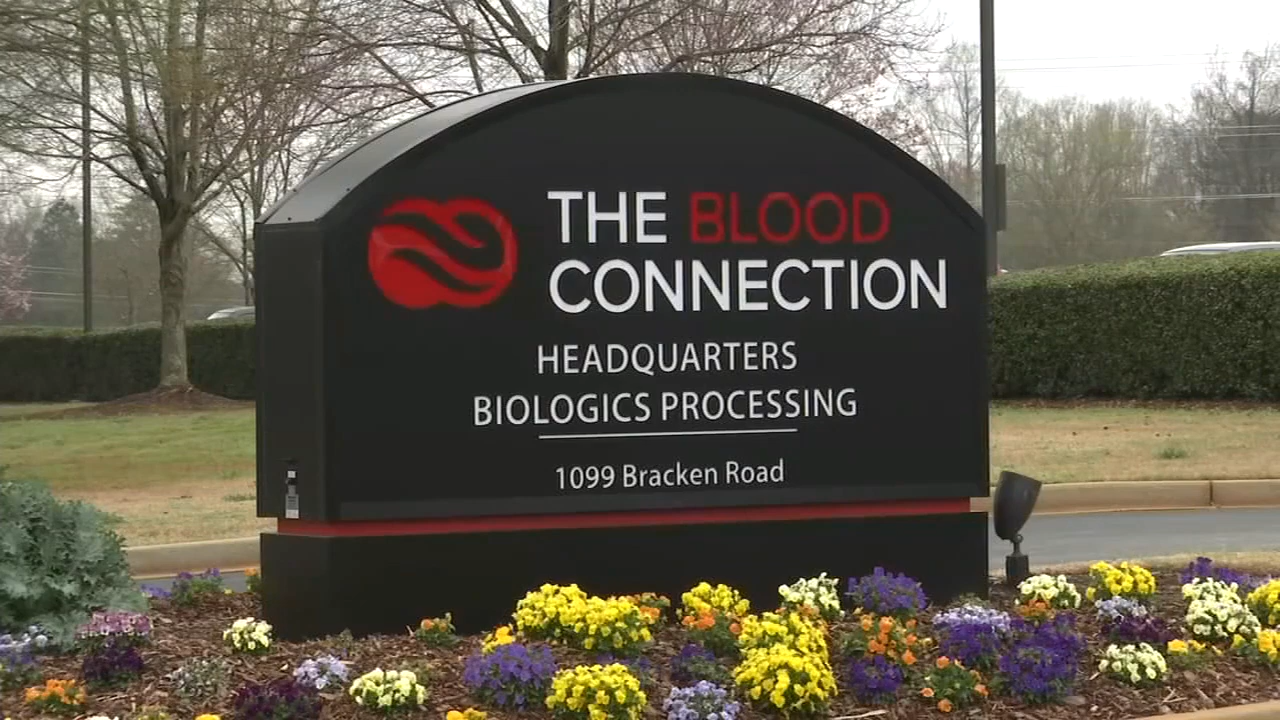 THE BLOOD
CONNECTION
HEADQUARTERS
BIOLOGICS PROCESSING
1099 Bracken Road